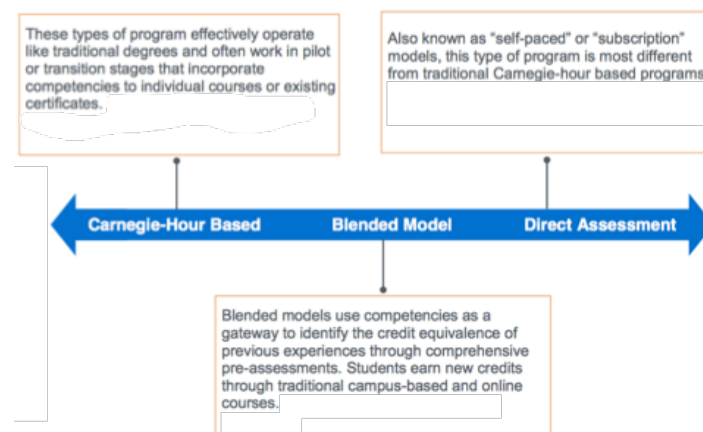 These types of program effectively operate
like traditional degrees and often work in pilot
or transition stages that incorporate
competencies to individual courses or existing
certificates.
Also known as “self-paced” or “subscription”
models, this type of program is most different
from traditional Carnegie-hour based programs
Carnegie-Hour Based
Blended Model
Direct Assessment
Blended models use competencies as a
gateway to identify the credit equivalence of
previous experiences through comprehensive
pre-assessments. Students earn new credits
through traditional campus-based and online
courses.